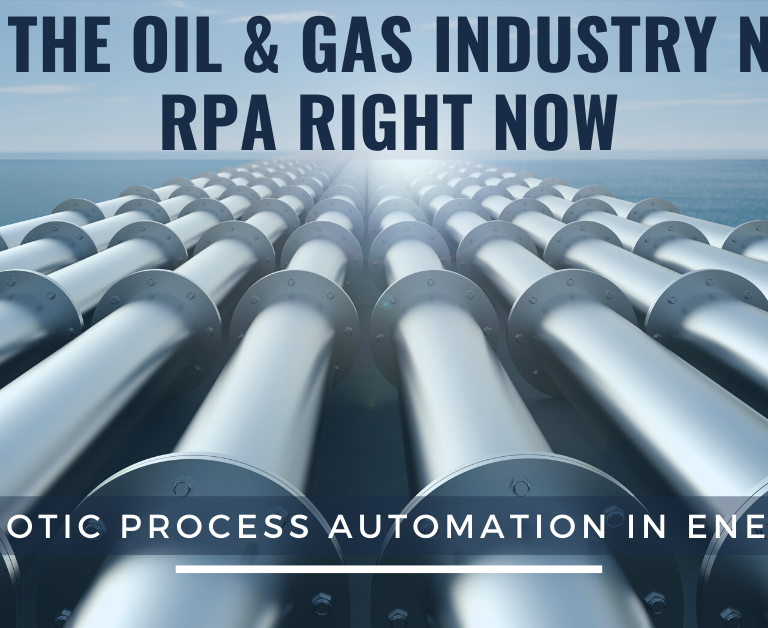 THE OIL & GAS INDUSTRY N
RPA RIGHT NOW
OTIC PROCESS AUTOMATION IN ENE